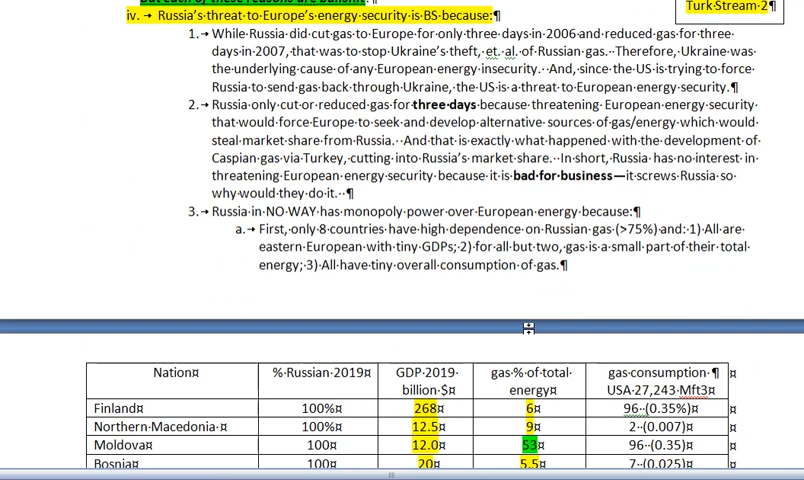 But each of these reasons are bullshit!
iv. Russia's threat to Europe's energy security is BS because:
Turk Stream 2
1. While Russia did cut gas to Europe for only three days in 2006 and reduced gas for three
days in 2007, that was to stop Ukraine's theft, et. al. of Russian gas. Therefore, Ukraine was
the underlying cause of any European energy insecurity. And, since the US is trying to force
Russia to send gas back through Ukraine, the US is a threat to European energy security.
2. Russia only cut or reduced gas for three days because threatening European energy security
that would force Europe to seek and develop alternative sources of gas/energy which would
steal market share from Russia. And that is exactly what happened with the development of
Caspian gas via Turkey, cutting into Russia's market share. In short, Russia has no interest in
threatening European energy security because it is bad for business—it screws Russia so
why would they do it.
3. Russia in NO WAY has monopoly power over European energy because:
a. First, only 8 countries have high dependence on Russian gas (>75%) and: 1) All are
eastern European with tiny GDPs; 2) for all but two, gas is a small part of their total
energy; 3) All have tiny overall consumption of gas.
Nation % Russian 2019 GDP 2019 gas % of total gas consumption
billion $ energy USA 27,243 Mft3
Finland 100% 268 6 96 (0.35%)
Northern Macedonia 100% 12.5 9 2 (0.007)
Moldova 100 12.0 53 96 (0.35)
Bosnia 100 20 5.5 7 (0.025)